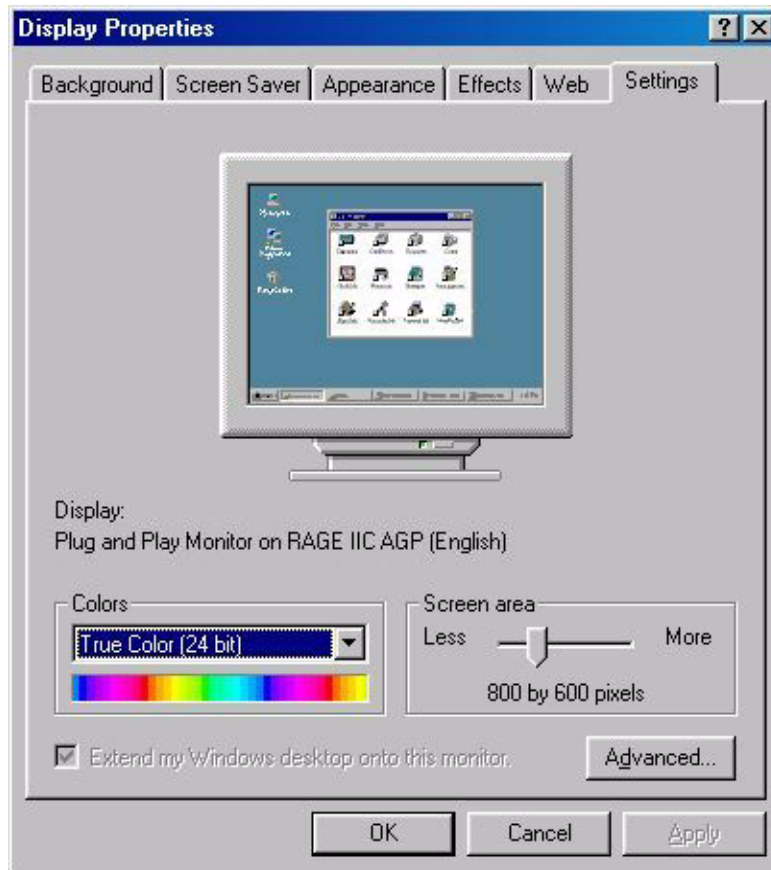 Display Properties
Background Screen Saver Appearance Effects Web Settings
Display:
Plug and Play Monitor on RAGE IIC AGP (English)
Colors
True Color (24 bit)
Screen area
Less More
800 by 600 pixels
Extend my Windows desktop onto this monitor.
Advanced...
OK Cancel Apply